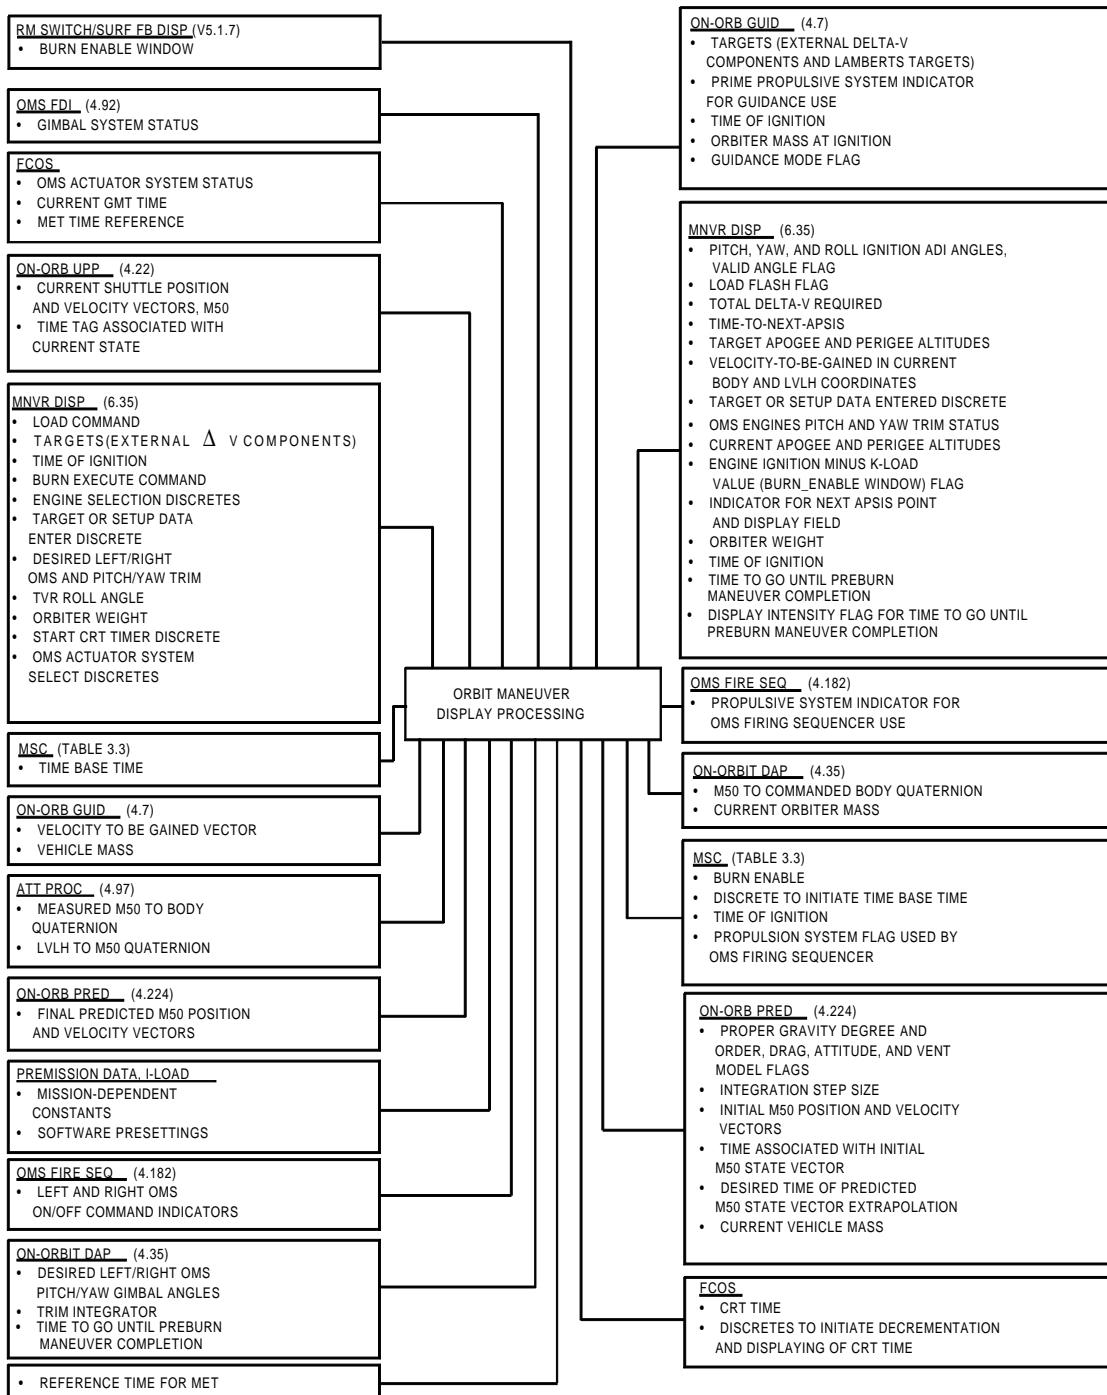 RM SWITCH/SURF FB DISP (V5.1.7)
• BURN ENABLE WINDOW
OMS FDI (4.92)
• GIMBAL SYSTEM STATUS
FCOS
• OMS ACTUATOR SYSTEM STATUS
• CURRENT GMT TIME
• MET TIME REFERENCE
ON-ORB UPP (4.22)
• CURRENT SHUTTLE POSITION
AND VELOCITY VECTORS, M50
• TIME TAG ASSOCIATED WITH
CURRENT STATE
MNVR DISP (6.35)
• LOAD COMMAND
• TARGETS(EXTERNAL Δ V COMPONENTS)
• TIME OF IGNITION
• BURN EXECUTE COMMAND
• ENGINE SELECTION DISCRETES
• TARGET OR SETUP DATA
ENTER DISCRETE
• DESIRED LEFT/RIGHT
OMS AND PITCH/YAW TRIM
• TVR ROLL ANGLE
• ORBITER WEIGHT
• START CRT TIMER DISCRETE
• OMS ACTUATOR SYSTEM
SELECT DISCRETES
MSC (TABLE 3.3)
• TIME BASE TIME
ON-ORB GUID (4.7)
• VELOCITY TO BE GAINED VECTOR
• VEHICLE MASS
ATT PROC (4.97)
• MEASURED M50 TO BODY
QUATERNION
• LVLH TO M50 QUATERNION
ON-ORB PRED (4.224)
• FINAL PREDICTED M50 POSITION
AND VELOCITY VECTORS
PREMISSION DATA, I-LOAD
• MISSION-DEPENDENT
CONSTANTS
• SOFTWARE PRESETTINGS
OMS FIRE SEQ (4.182)
• LEFT AND RIGHT OMS
ON/OFF COMMAND INDICATORS
ON-ORBIT DAP (4.35)
• DESIRED LEFT/RIGHT OMS
PITCH/YAW GIMBAL ANGLES
• TRIM INTEGRATOR
• TIME TO GO UNTIL PREBURN
MANEUVER COMPLETION
• REFERENCE TIME FOR MET
ORBIT MANEUVER
DISPLAY PROCESSING
ON-ORB GUID (4.7)
• TARGETS (EXTERNAL DELTA-V
COMPONENTS AND LAMBERTS TARGETS)
• PRIME PROPULSIVE SYSTEM INDICATOR
FOR GUIDANCE USE
• TIME OF IGNITION
• ORBITER MASS AT IGNITION
• GUIDANCE MODE FLAG
MNVR DISP (6.35)
• PITCH, YAW, AND ROLL IGNITION ADI ANGLES,
VALID ANGLE FLAG
• LOAD FLASH FLAG
• TOTAL DELTA-V REQUIRED
• TIME-TO-NEXT-APSIS
• TARGET APOGEE AND PERIGEE ALTITUDES
• VELOCITY-TO-BE-GAINED IN CURRENT
BODY AND LVLH COORDINATES
• TARGET OR SETUP DATA ENTERED DISCRETE
• OMS ENGINES PITCH AND YAW TRIM STATUS
• CURRENT APOGEE AND PERIGEE ALTITUDES
• ENGINE IGNITION MINUS K-LOAD
VALUE (BURN_ENABLE WINDOW) FLAG
• INDICATOR FOR NEXT APSIS POINT
AND DISPLAY FIELD
• ORBITER WEIGHT
• TIME OF IGNITION
• TIME TO GO UNTIL PREBURN
MANEUVER COMPLETION
• DISPLAY INTENSITY FLAG FOR TIME TO GO UNTIL
PREBURN MANEUVER COMPLETION
OMS FIRE SEQ (4.182)
• PROPULSIVE SYSTEM INDICATOR FOR
OMS FIRING SEQUENCER USE
ON-ORBIT DAP (4.35)
• M50 TO COMMANDED BODY QUATERNION
• CURRENT ORBITER MASS
MSC (TABLE 3.3)
• BURN ENABLE
• DISCRETE TO INITIATE TIME BASE TIME
• TIME OF IGNITION
• PROPULSION SYSTEM FLAG USED BY
OMS FIRING SEQUENCER
ON-ORB PRED (4.224)
• PROPER GRAVITY DEGREE AND
ORDER, DRAG, ATTITUDE, AND VENT
MODEL FLAGS
• INTEGRATION STEP SIZE
• INITIAL M50 POSITION AND VELOCITY
VECTORS
• TIME ASSOCIATED WITH INITIAL
M50 STATE VECTOR
• DESIRED TIME OF PREDICTED
M50 STATE VECTOR EXTRAPOLATION
• CURRENT VEHICLE MASS
FCOS
• CRT TIME
• DISCRETES TO INITIATE DECREMENTATION
AND DISPLAYING OF CRT TIME